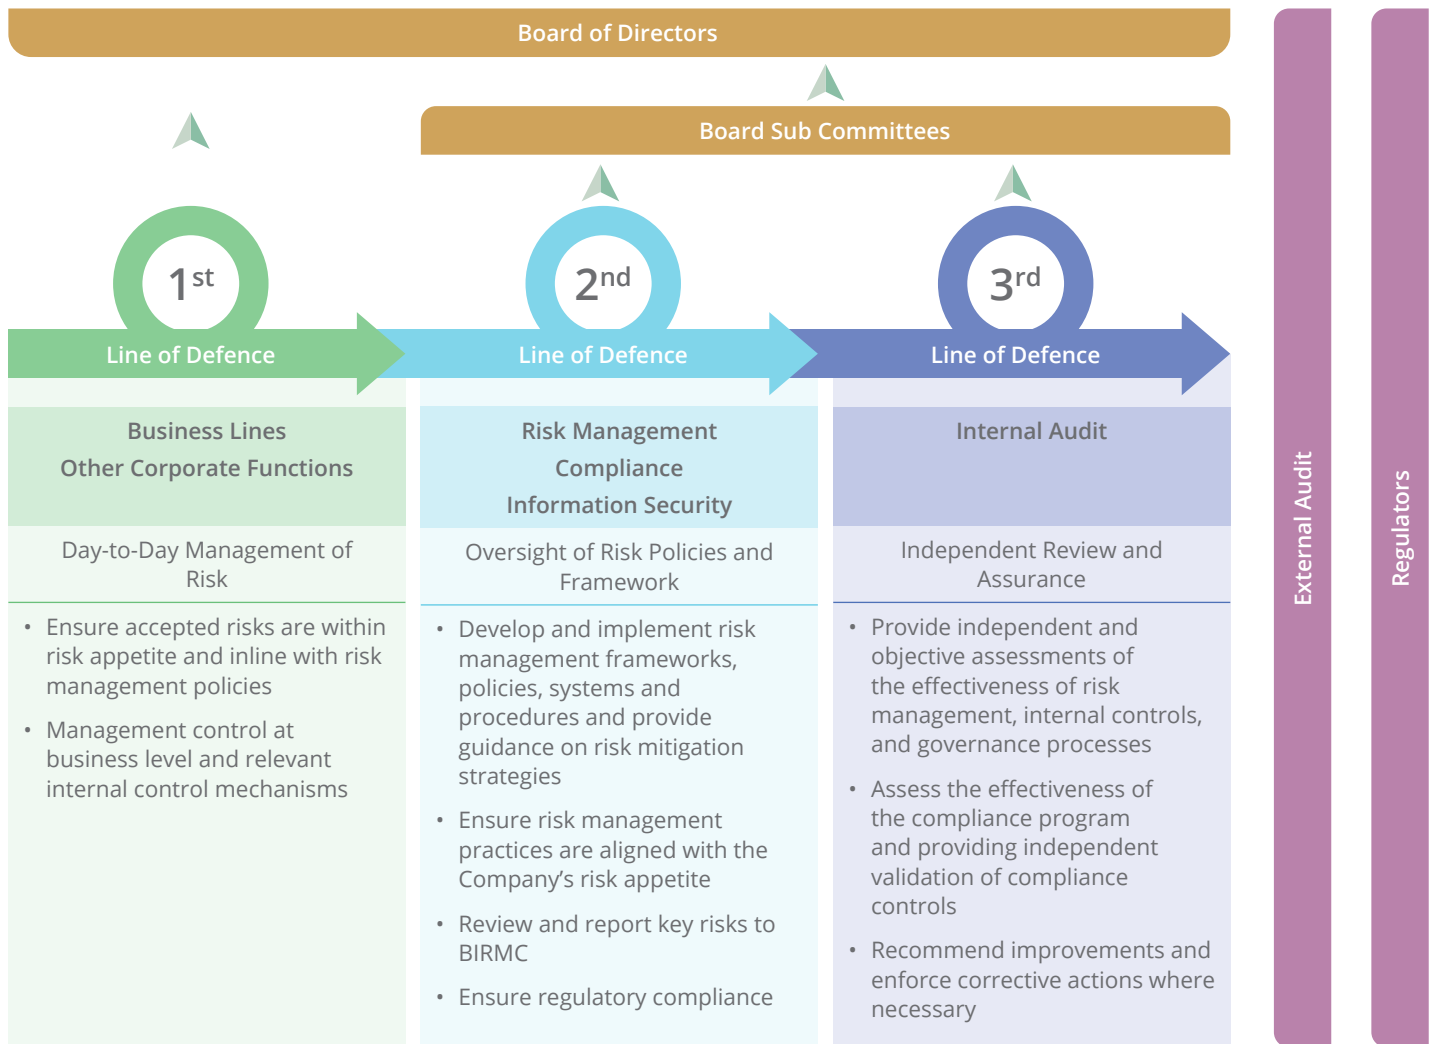 Board of Directors
Board Sub Committees
1st
Line of Defence
Business Lines
Other Corporate Functions
Day-to-Day Management of
Risk
• Ensure accepted risks are within
risk appetite and inline with risk
management policies
• Management control at
business level and relevant
internal control mechanisms
2nd
Line of Defence
Risk Management
Compliance
Information Security
Oversight of Risk Policies and
Framework
• Develop and implement risk
management frameworks,
policies, systems and
procedures and provide
guidance on risk mitigation
strategies
• Ensure risk management
practices are aligned with the
Company’s risk appetite
• Review and report key risks to
BIRMC
• Ensure regulatory compliance
3rd
Line of Defence
Internal Audit
Independent Review and
Assurance
• Provide independent and
objective assessments of
the effectiveness of risk
management, internal controls,
and governance processes
• Assess the effectiveness of
the compliance program
and providing independent
validation of compliance
controls
• Recommend improvements and
enforce corrective actions where
necessary
External Audit
Regulators